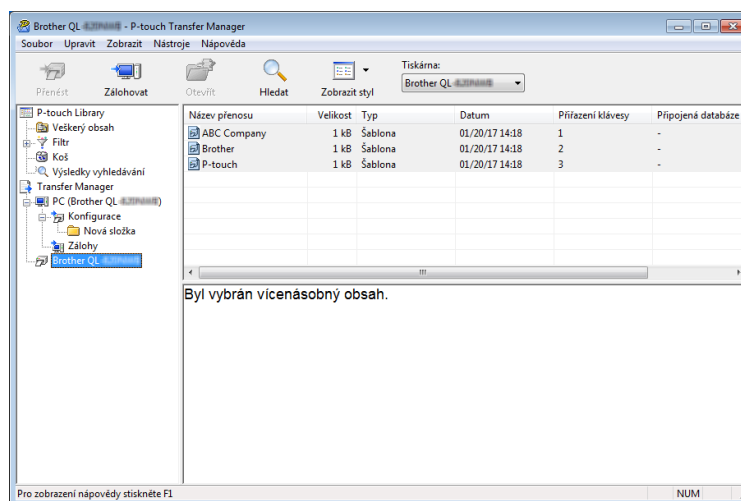 Brother QL - P-touch Transfer Manager
Soubor Upravit Zobrazit Nástroje Nápověda
Přenést Zálohovat Otevřít Hledat Zobrazit styl
Tiskárna:
Brother QL
P-touch Library
Veškerý obsah
Filtr
Koš
Výsledky vyhledávání
Transfer Manager
PC (Brother QL )
Konfigurace
Nová složka
Zálohy
Brother QL
Název přenosu Velikost Typ Datum Přiřazení klávesy Připojená databáze
ABC Company 1 kB Šablona 01/20/17 14:18 1 -
Brother 1 kB Šablona 01/20/17 14:18 2 -
P-touch 1 kB Šablona 01/20/17 14:18 3 -
Byl vybrán vícenásobný obsah.
Pro zobrazení nápovědy stiskněte F1
NUM